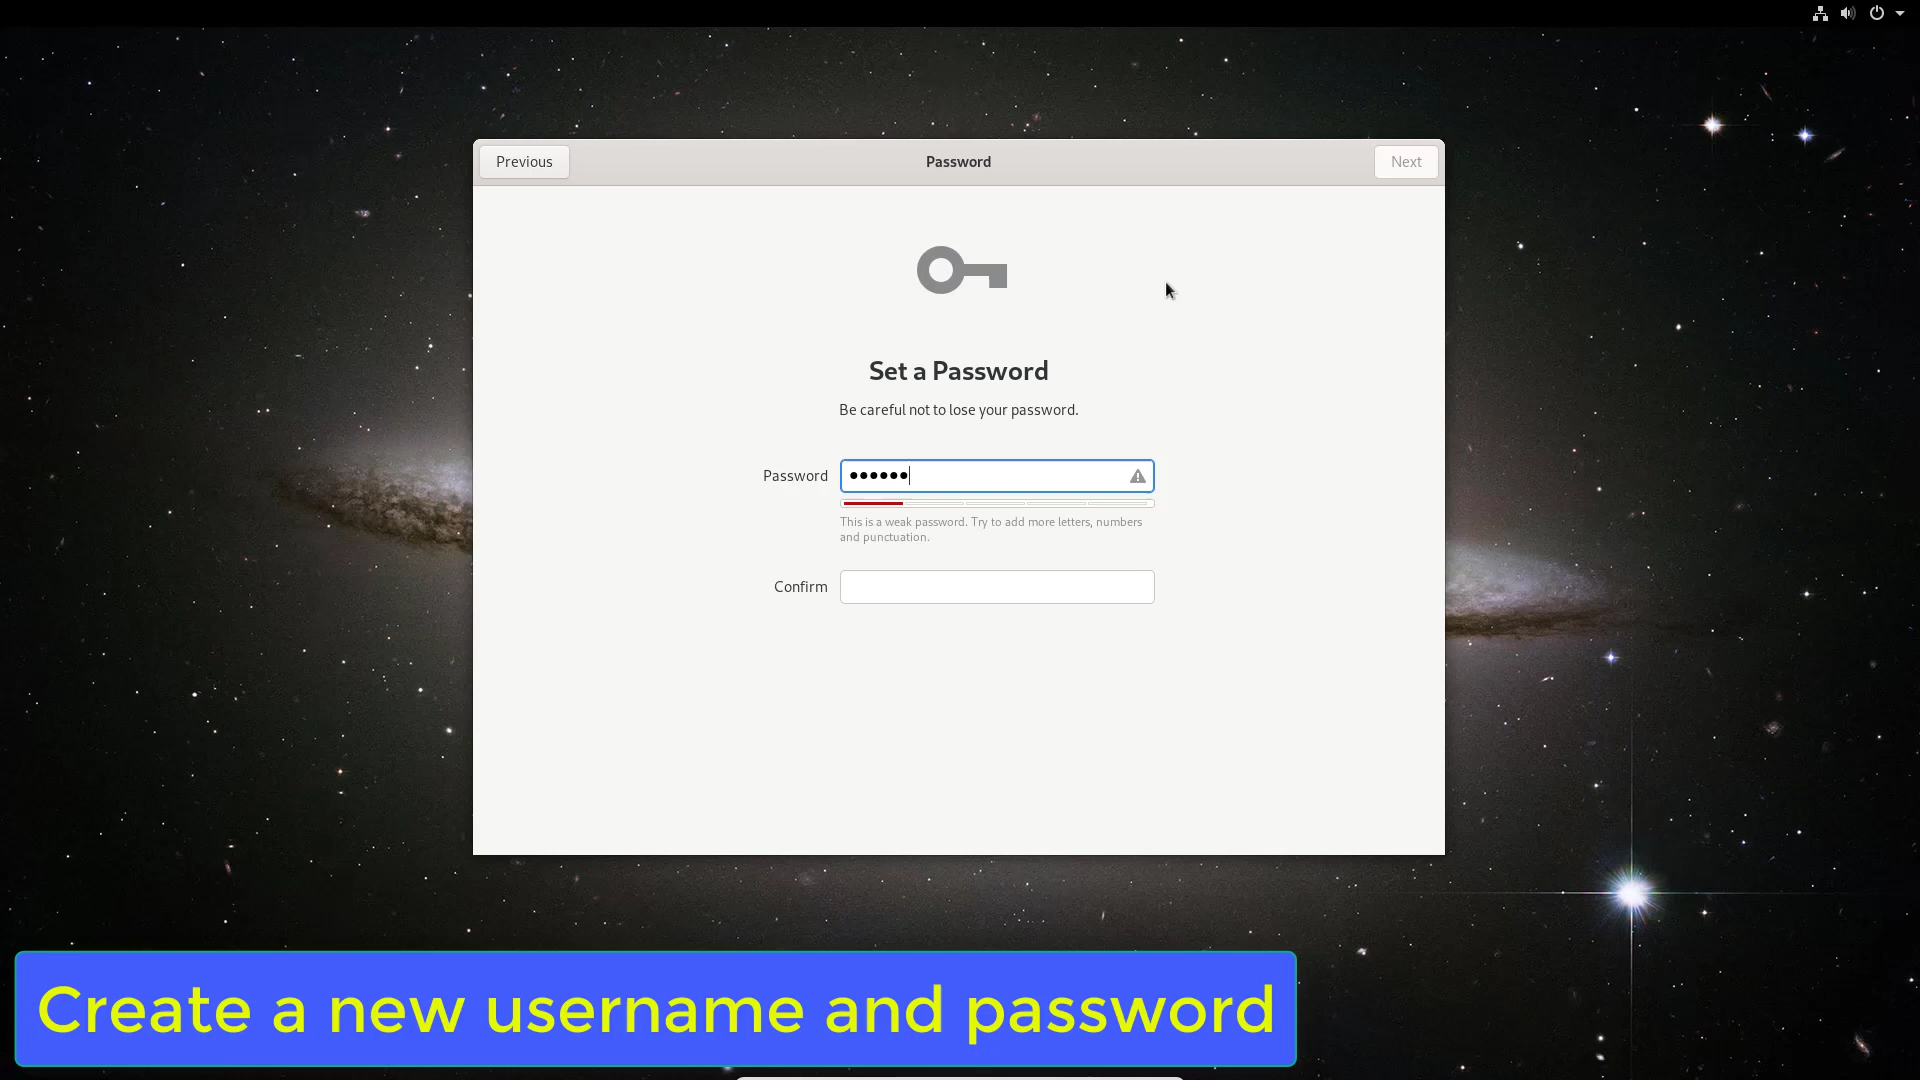 Previous
Password
Next
Set a Password
Be careful not to lose your password.
Password ●●●●●●
This is a weak password. Try to add more letters, numbers
and punctuation.
Confirm
Create a new username and password